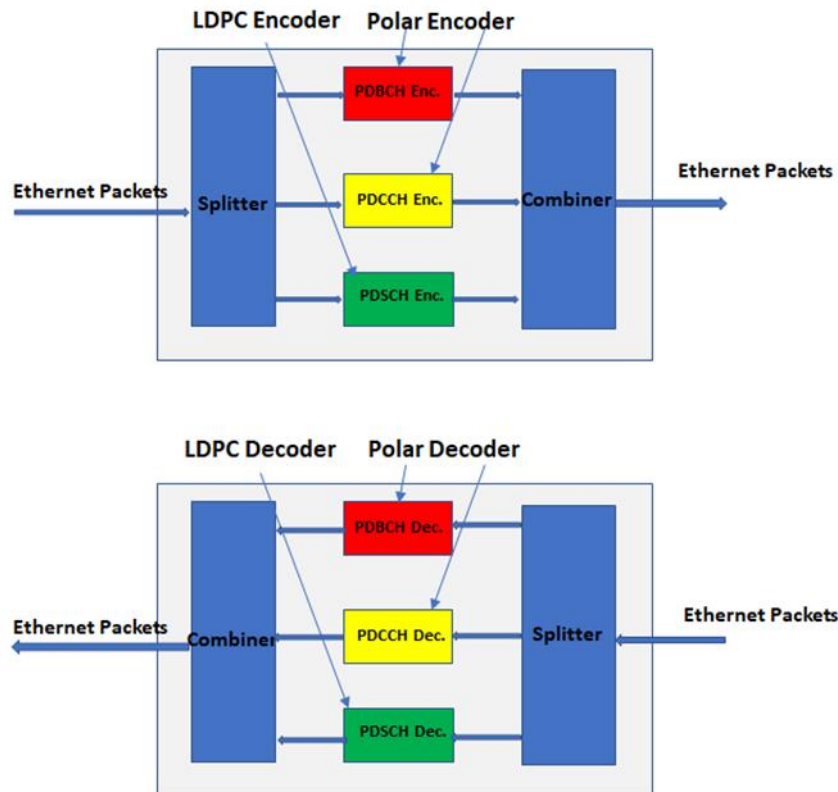 LDPC Encoder
Polar Encoder
PDBCH Enc.
Ethernet Packets
Splitter
PDCCH Enc.
Combiner
Ethernet Packets
PDSCH Enc.
LDPC Decoder
Polar Decoder
PDBCH Dec.
Ethernet Packets
Combiner
PDCCH Dec.
Splitter
Ethernet Packets
PDSCH Dec.